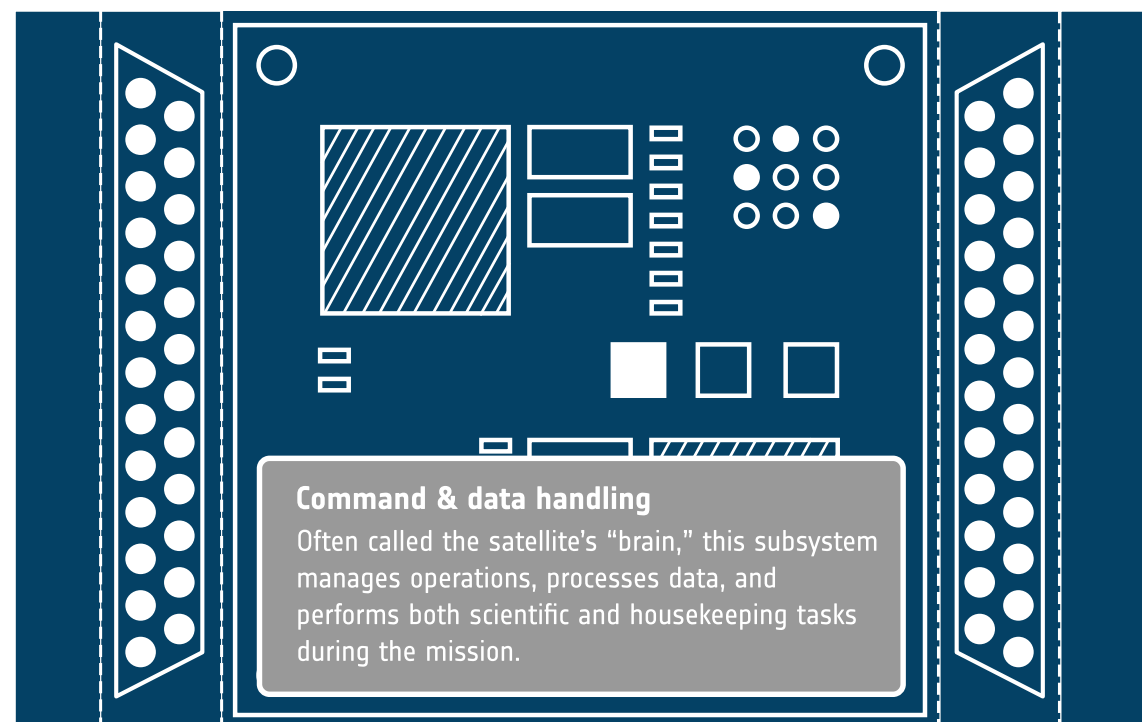 Command & data handling
Often called the satellite’s “brain,” this subsystem
manages operations, processes data, and
performs both scientific and housekeeping tasks
during the mission.